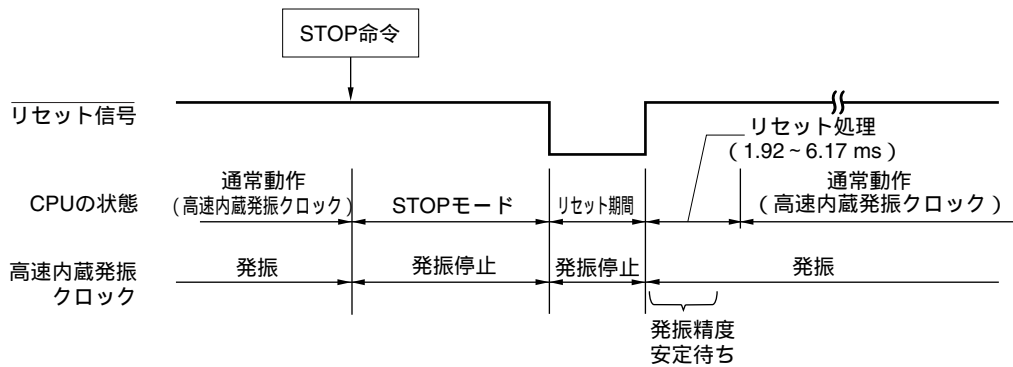 STOP命令
リセット信号
リセット処理
(1.92~6.17 ms)
CPUの状態
通常動作
(高速内蔵発振クロック)
STOPモード
リセット期間
通常動作
(高速内蔵発振クロック)
高速内蔵発振
クロック
発振
発振停止
発振停止
発振
発振精度
安定待ち